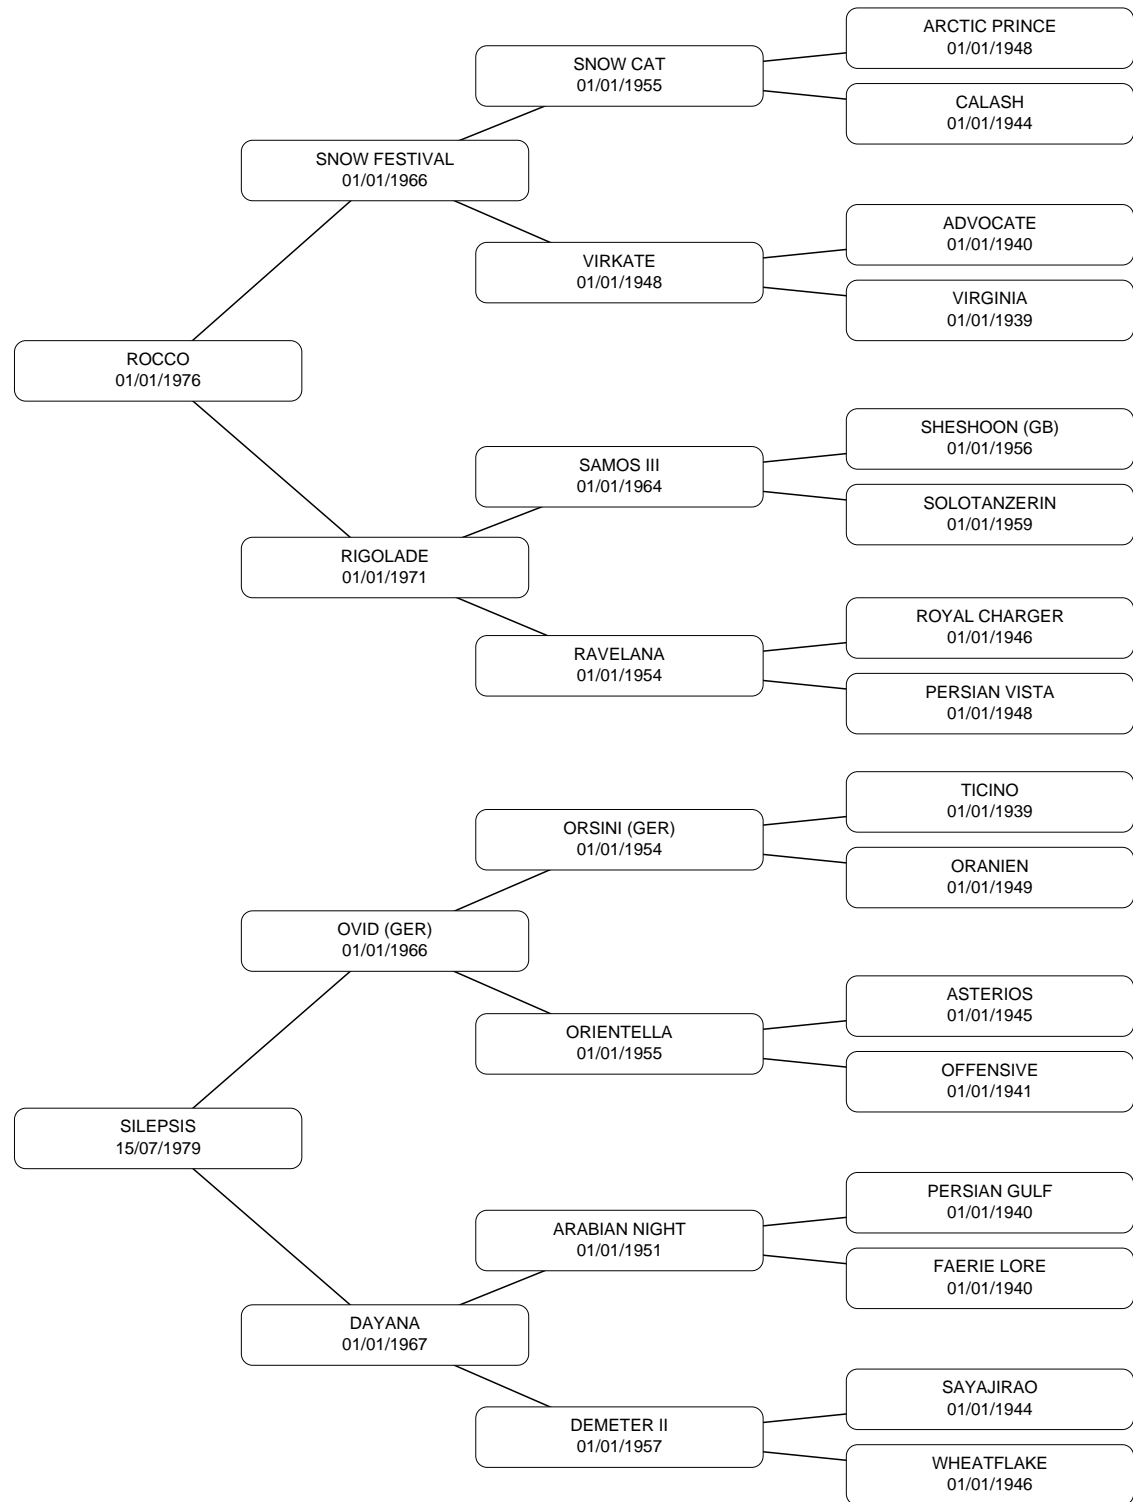 ARCTIC PRINCE
01/01/1948
SNOW CAT
01/01/1955
CALASH
01/01/1944
SNOW FESTIVAL
01/01/1966
ADVOCATE
01/01/1940
VIRKATE
01/01/1948
VIRGINIA
01/01/1939
ROCCO
01/01/1976
SHESHOON (GB)
01/01/1956
SAMOS III
01/01/1964
SOLOTANZERIN
01/01/1959
RIGOLADE
01/01/1971
ROYAL CHARGER
01/01/1946
RAVELANA
01/01/1954
PERSIAN VISTA
01/01/1948
TICINO
01/01/1939
ORSINI (GER)
01/01/1954
ORANIEN
01/01/1949
OVID (GER)
01/01/1966
ASTERIOS
01/01/1945
ORIENTELLA
01/01/1955
OFFENSIVE
01/01/1941
SILEPSIS
15/07/1979
PERSIAN GULF
01/01/1940
ARABIAN NIGHT
01/01/1951
FAERIE LORE
01/01/1940
DAYANA
01/01/1967
SAYAJIRAO
01/01/1944
DEMETER II
01/01/1957
WHEATFLAKE
01/01/1946